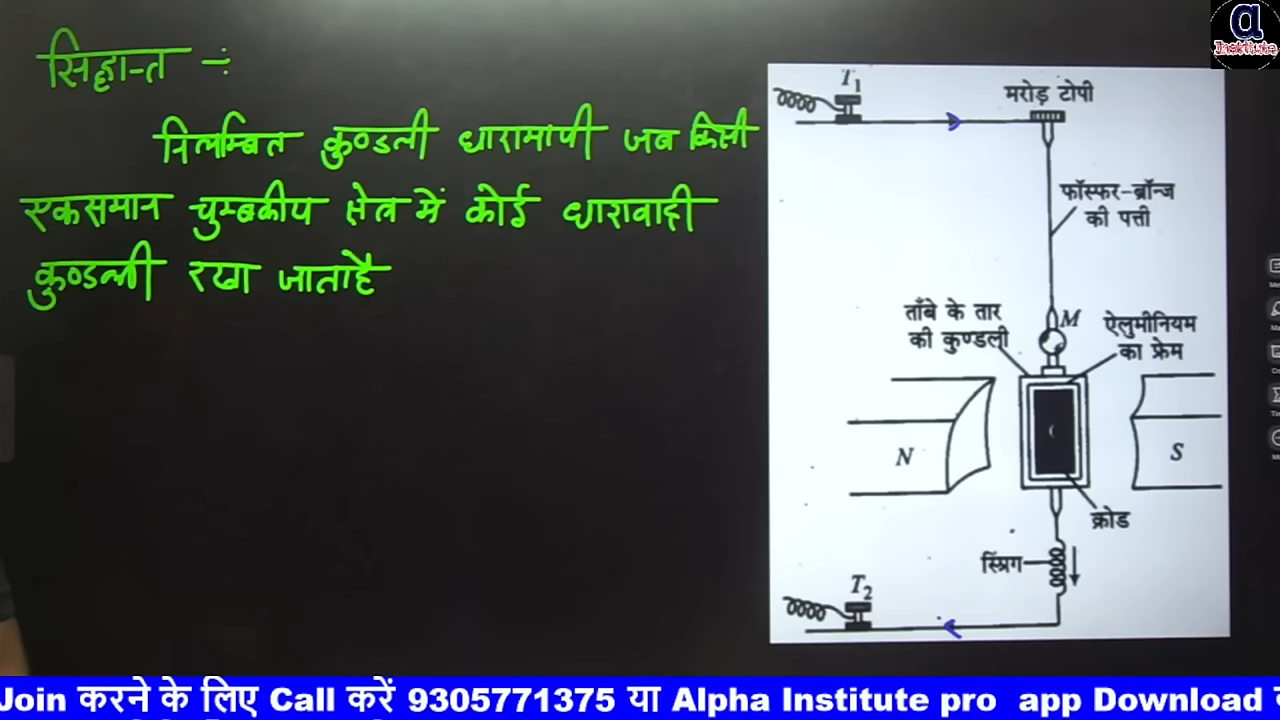 α
Institute
सिद्धान्त ÷
निलम्बित कुण्डली धारामापी जब किसी
एकसमान चुम्बकीय क्षेत्र में कोई धारावाही
कुण्डली रखा जाता है
T₁
मरोड़ टोपी
फॉस्फर-ब्रॉन्ज
की पत्ती
ताँबे के तार
की कुण्डली
M
ऐलुमीनियम
का फ्रेम
N
S
क्रोड
स्प्रिंग
T₂
Join करने के लिए Call करें 9305771375 या Alpha Institute pro app Download